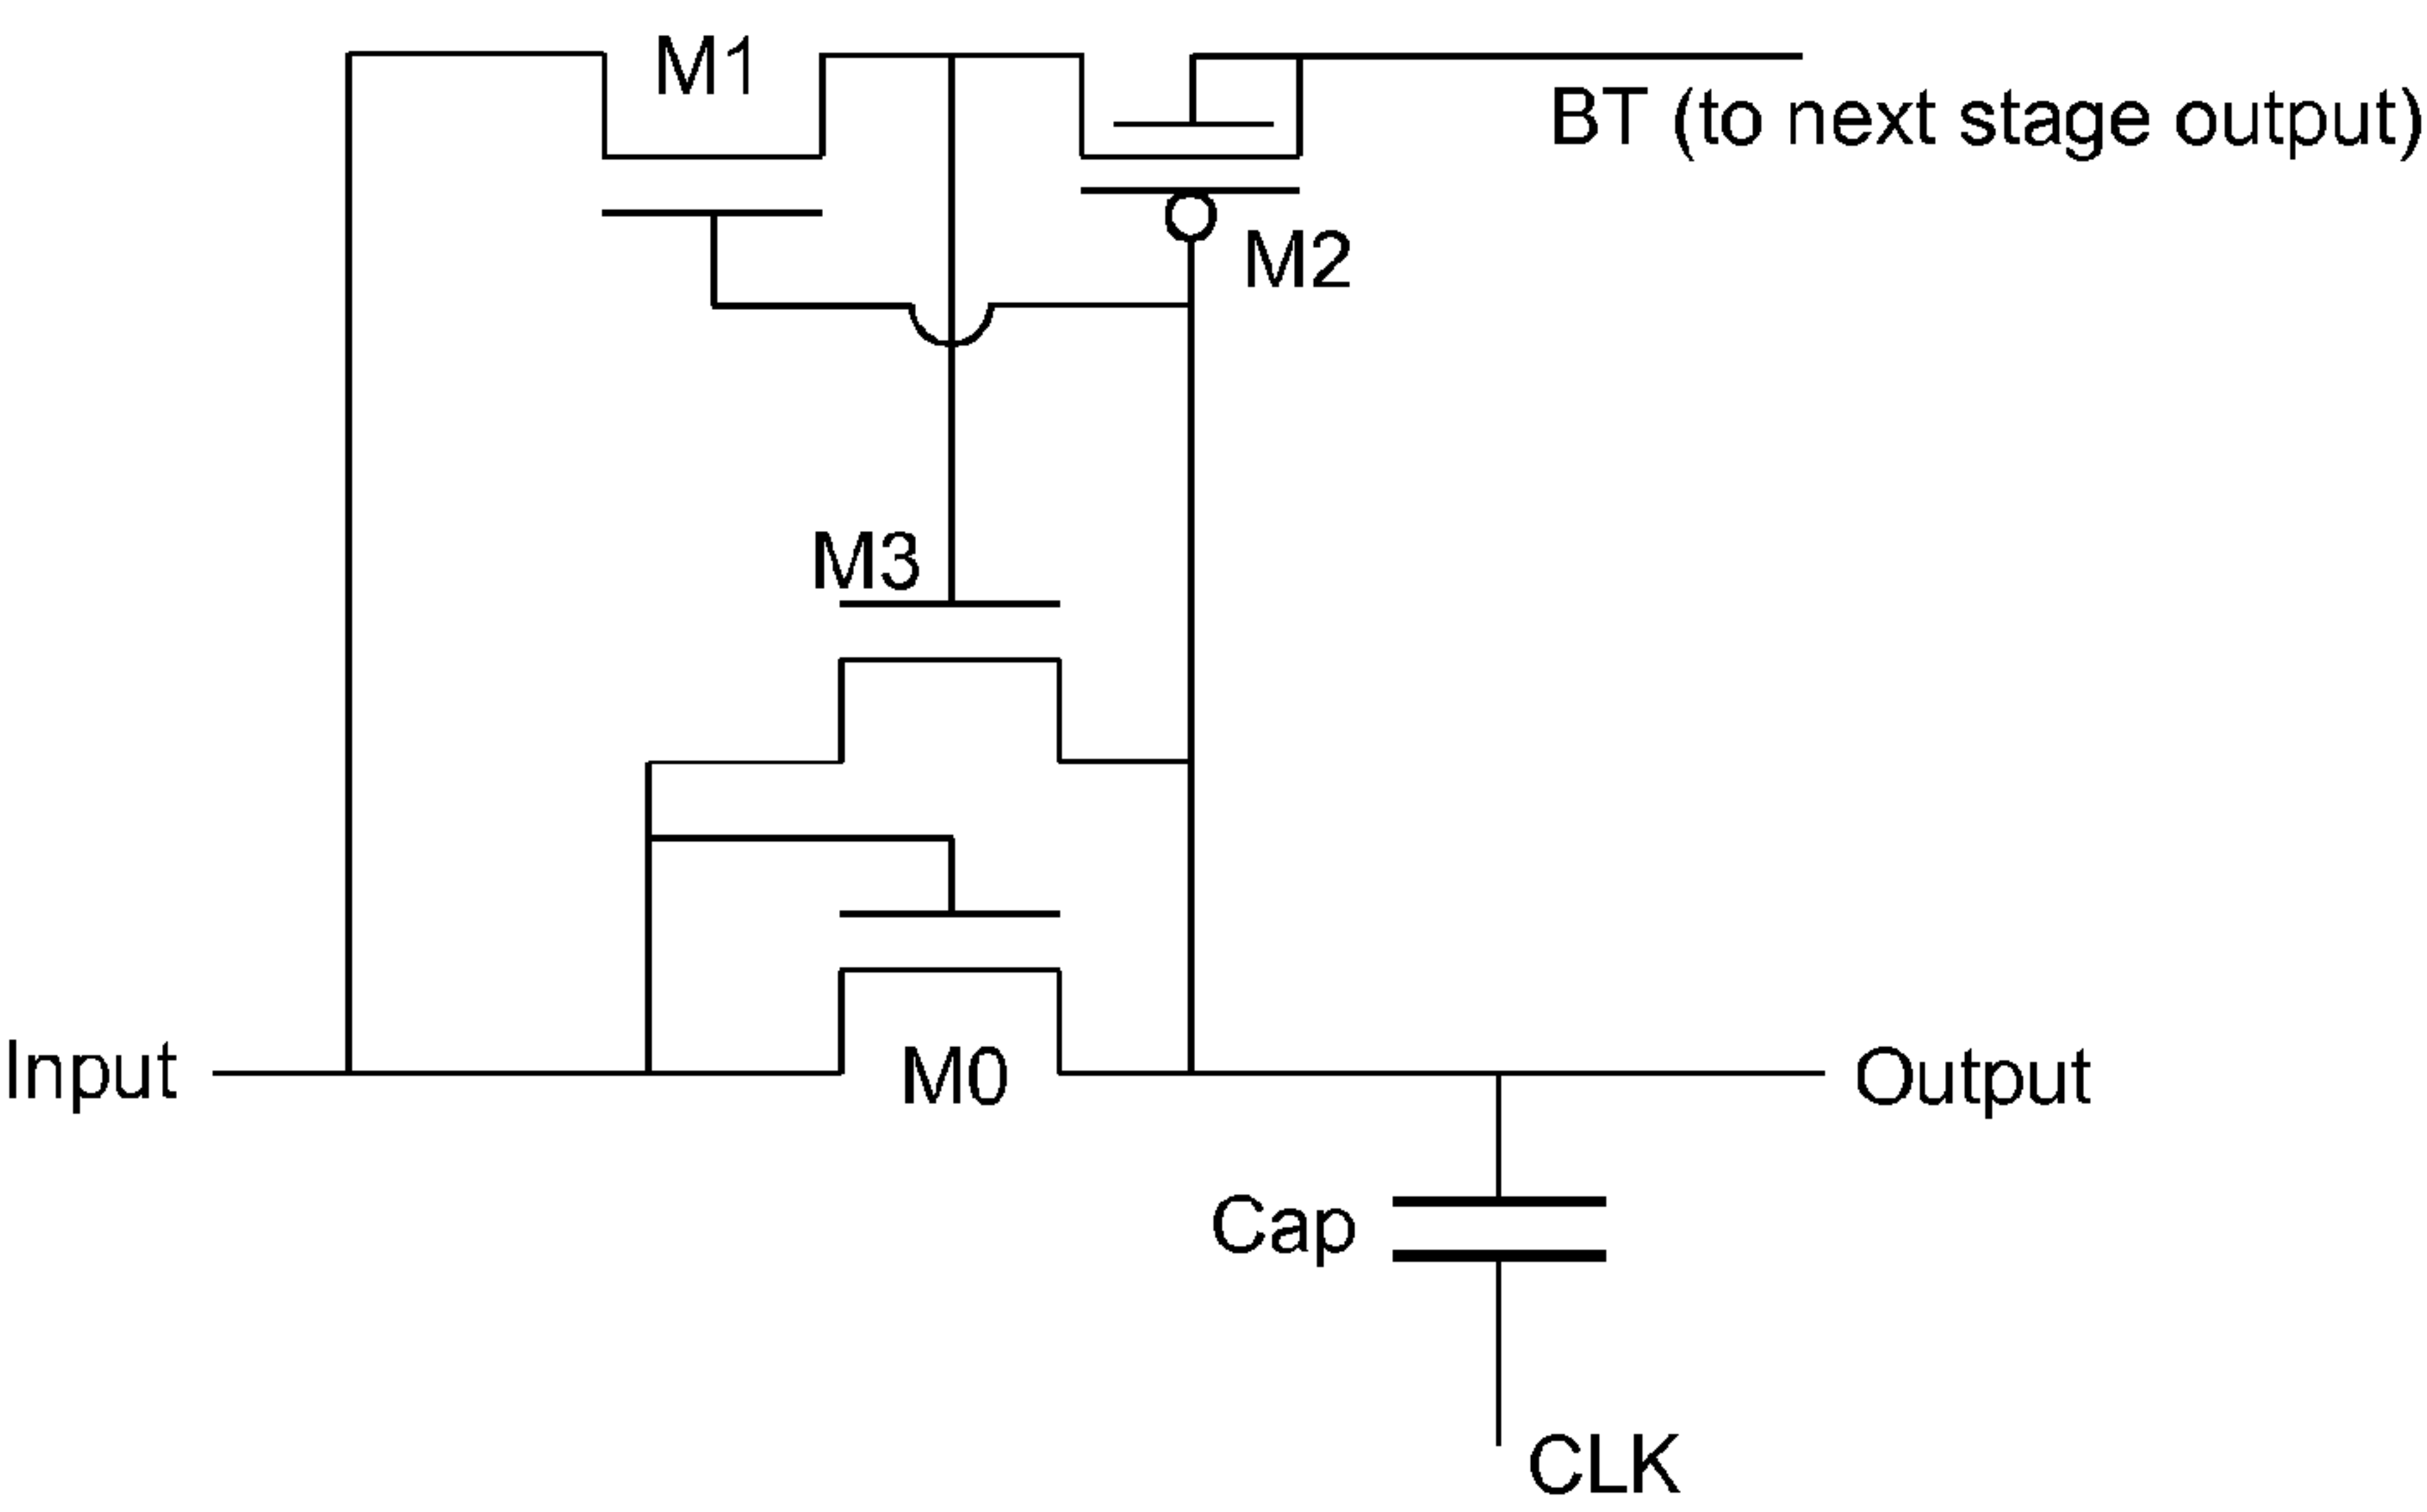 M1
BT (to next stage output)
M2
M3
Input
M0
Output
Cap
CLK